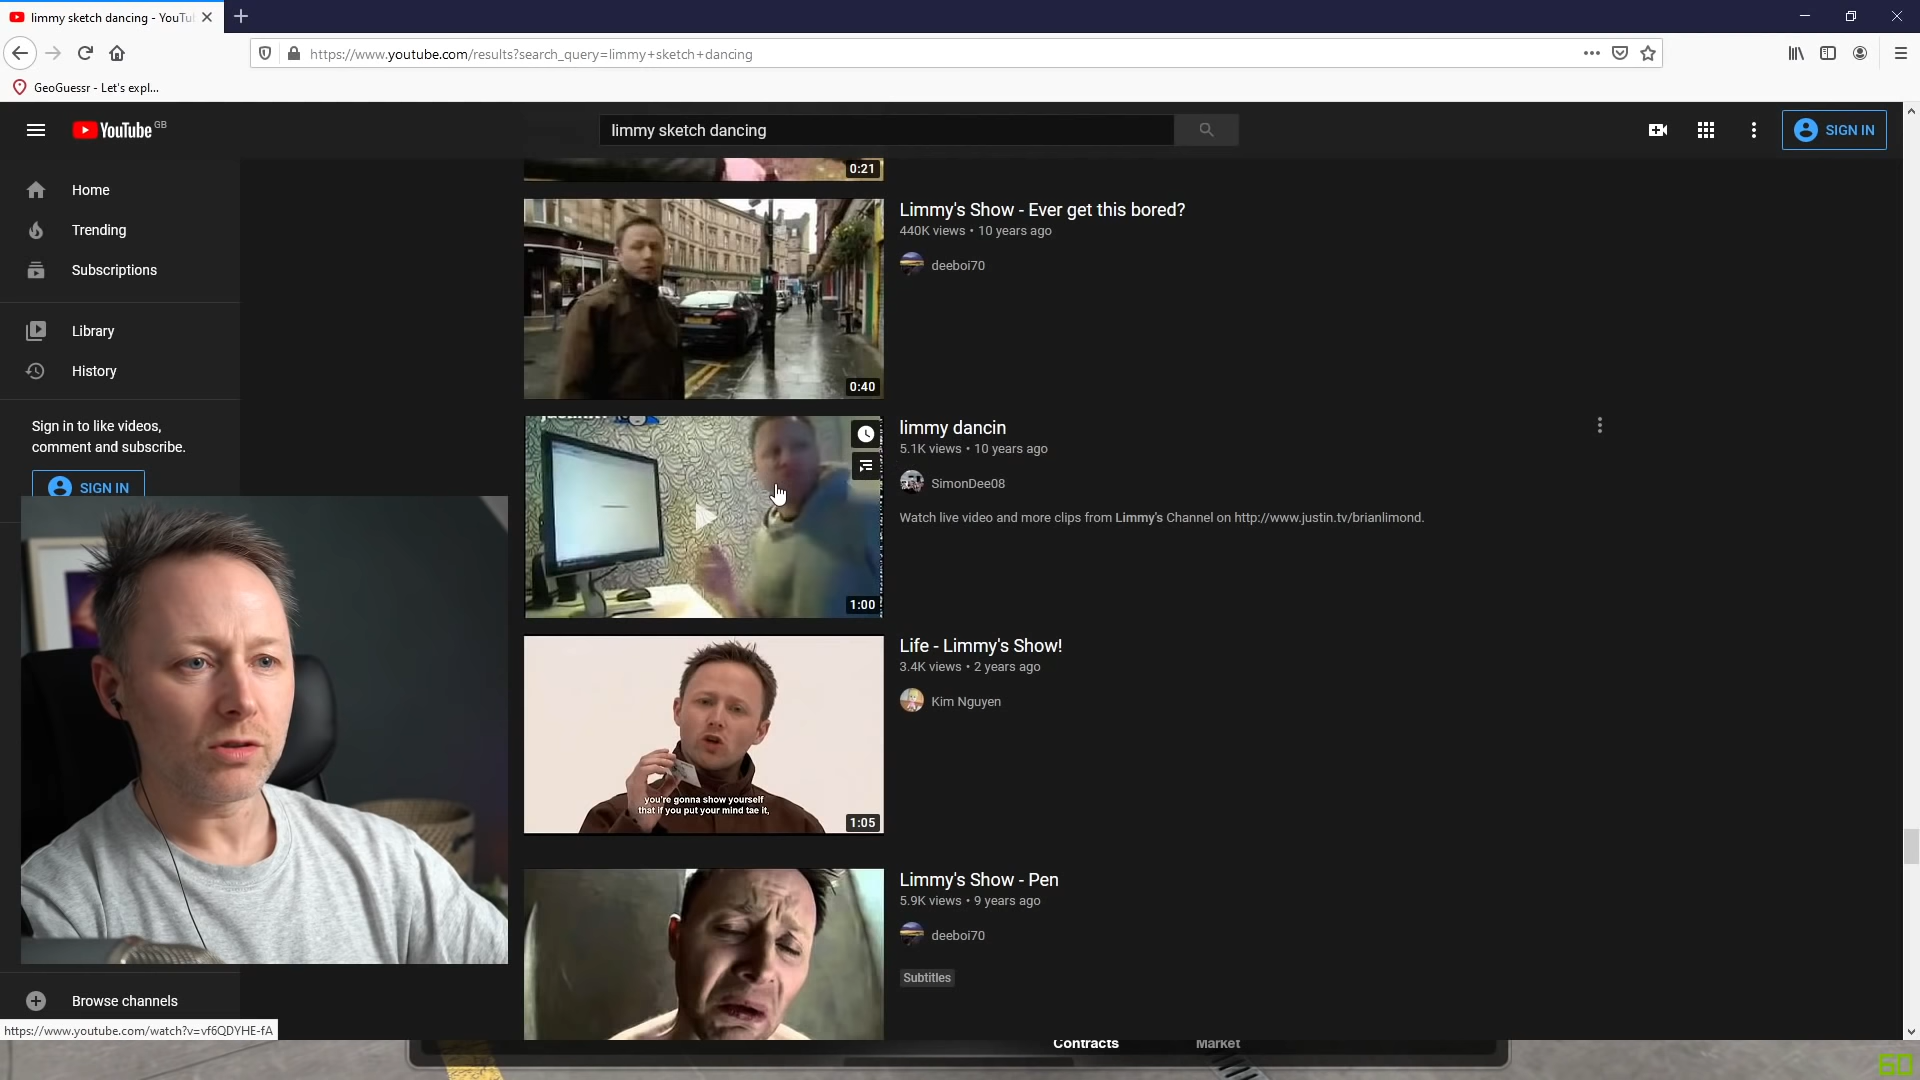 limmy sketch dancing - YouTu
https://www.youtube.com/results?search_query=limmy+sketch+dancing
GeoGuessr - Let's expl...
YouTube GB
limmy sketch dancing
SIGN IN
Home
Trending
Subscriptions
Library
History
Sign in to like videos,
comment and subscribe.
SIGN IN
Browse channels
0:21
Limmy's Show - Ever get this bored?
440K views • 10 years ago
deeboi70
0:40
limmy dancin
5.1K views • 10 years ago
SimonDee08
Watch live video and more clips from Limmy's Channel on http://www.justin.tv/brianlimond.
1:00
Life - Limmy's Show!
3.4K views • 2 years ago
Kim Nguyen
you're gonna show yourself
that if you put your mind tae it,
1:05
Limmy's Show - Pen
5.9K views • 9 years ago
deeboi70
Subtitles
https://www.youtube.com/watch?v=vf6QDYHE-fA
Contracts
Market
60